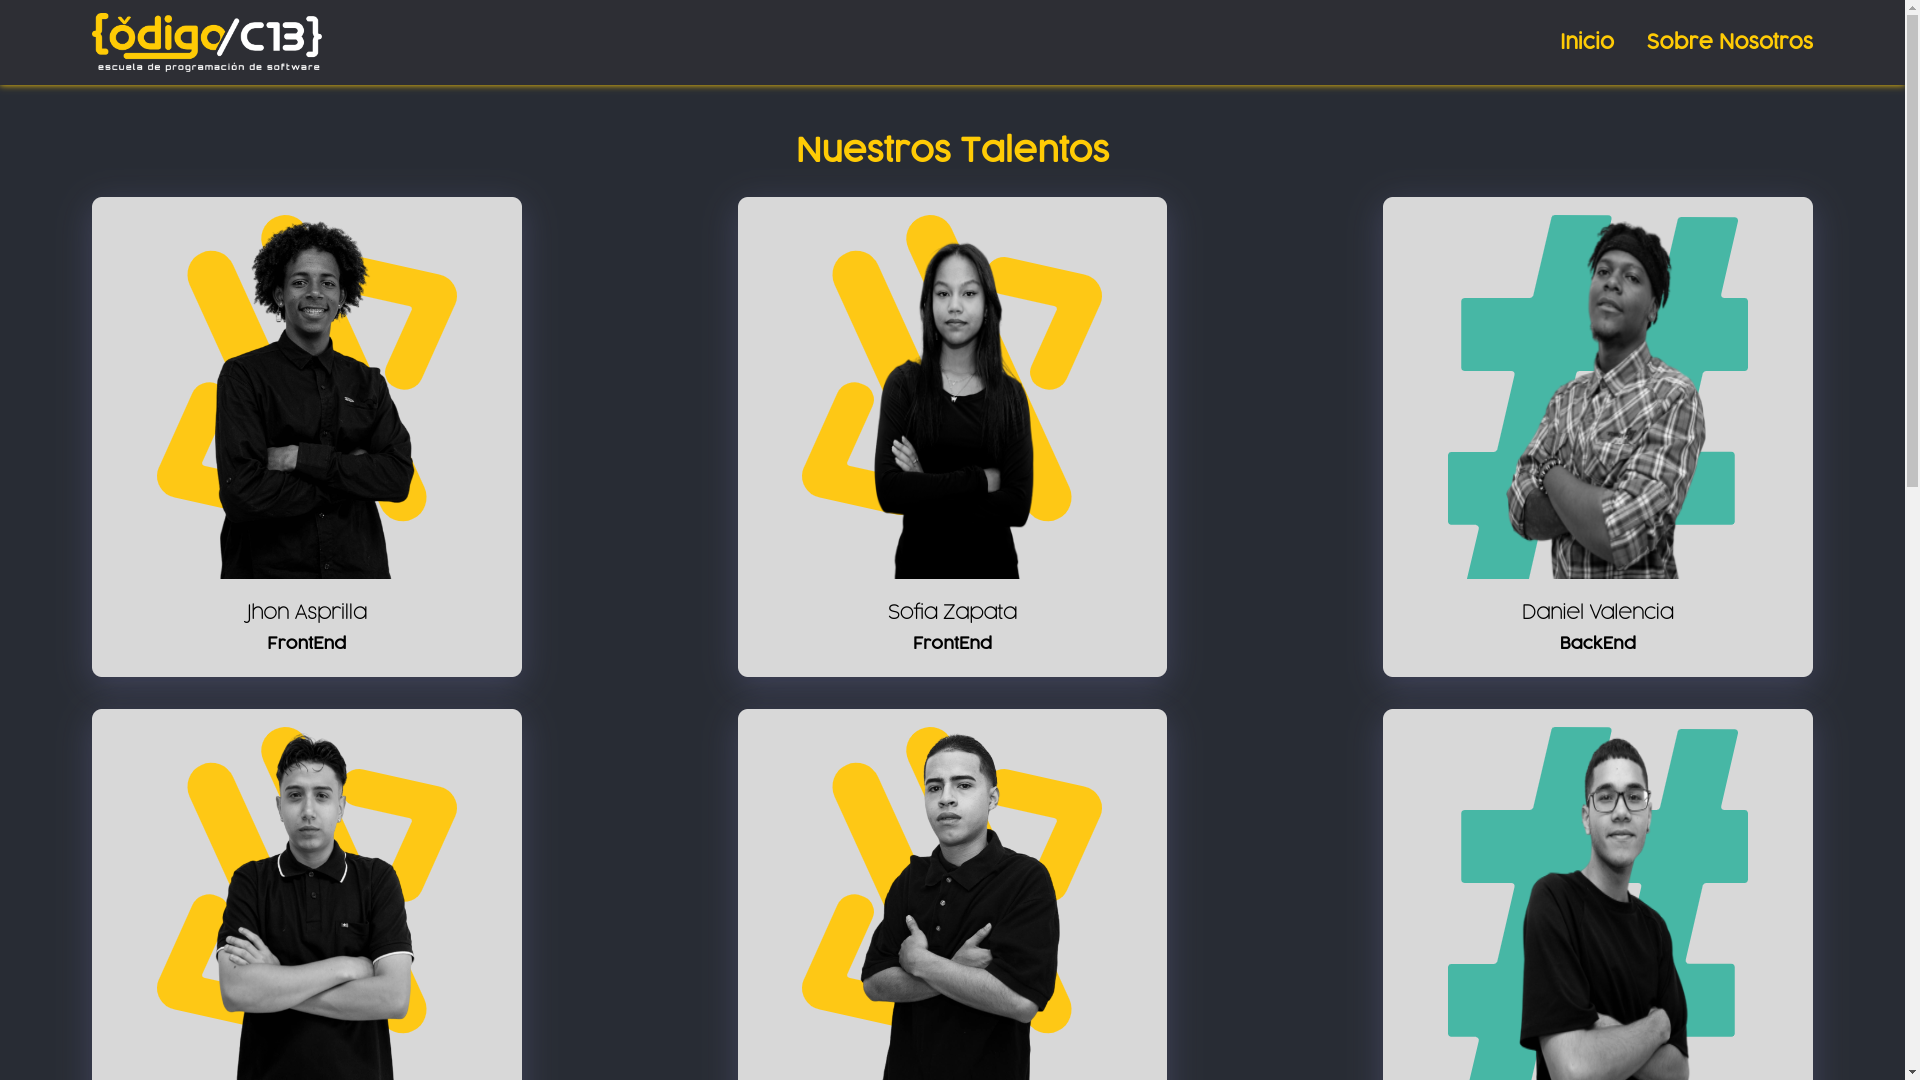 {ŏdigo/C13}
escuela de programación de software
Inicio
Sobre Nosotros
Nuestros Talentos
Jhon Asprilla
FrontEnd
Sofia Zapata
FrontEnd
Daniel Valencia
BackEnd